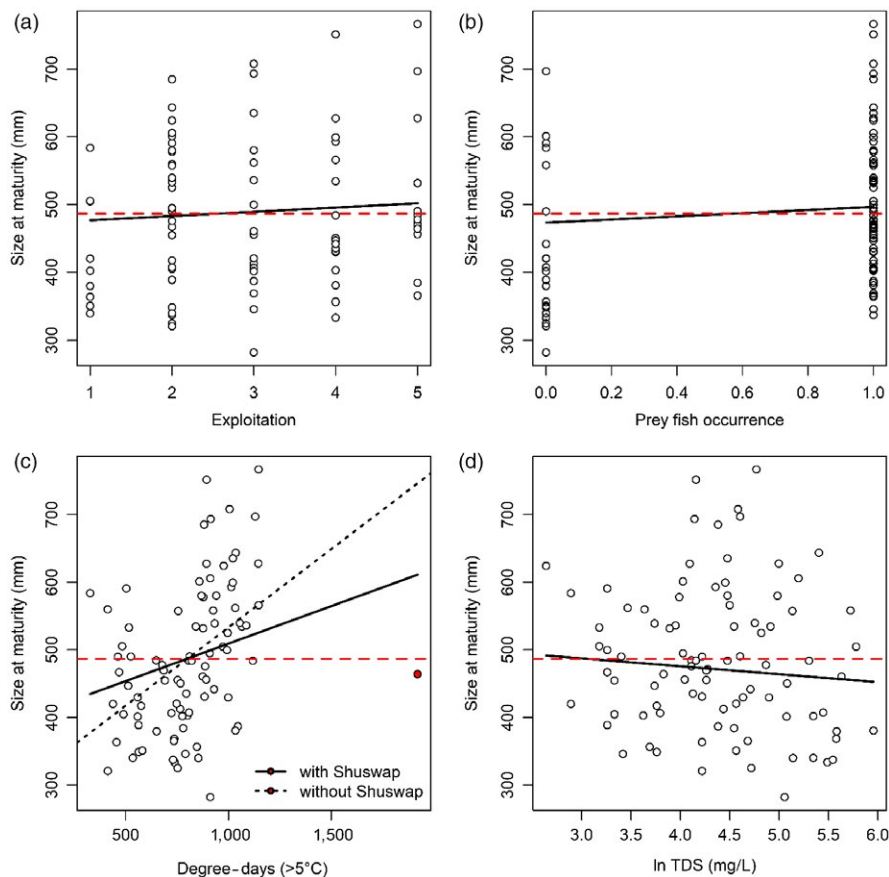 (a)
Size at maturity (mm)
300 400 500 600 700
1 2 3 4 5
Exploitation
(b)
Size at maturity (mm)
300 400 500 600 700
0.0 0.2 0.4 0.6 0.8 1.0
Prey fish occurrence
(c)
Size at maturity (mm)
300 400 500 600 700
with Shuswap
without Shuswap
500 1,000 1,500
Degree-days (>5°C)
(d)
Size at maturity (mm)
300 400 500 600 700
3.0 3.5 4.0 4.5 5.0 5.5 6.0
ln TDS (mg/L)